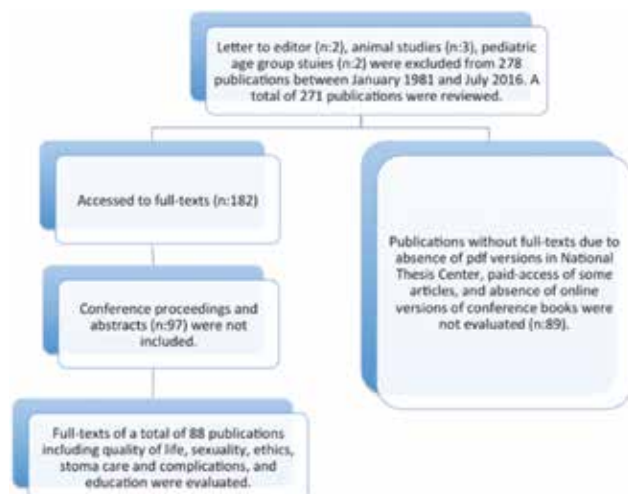 Letter to editor (n:2), animal studies (n:3), pediatric
age group stuies (n:2) were excluded from 278
publications between January 1981 and July 2016. A
total of 271 publications were reviewed.
Accessed to full-texts (n:182)
Publications without full-texts due to
absence of pdf versions in National
Thesis Center, paid-access of some
articles, and absence of online
versions of conference books were
not evaluated (n:89).
Conference proceedings and
abstracts (n:97) were not
included.
Full-texts of a total of 88 publications
including quality of life, sexuality, ethics,
stoma care and complications, and
education were evaluated.